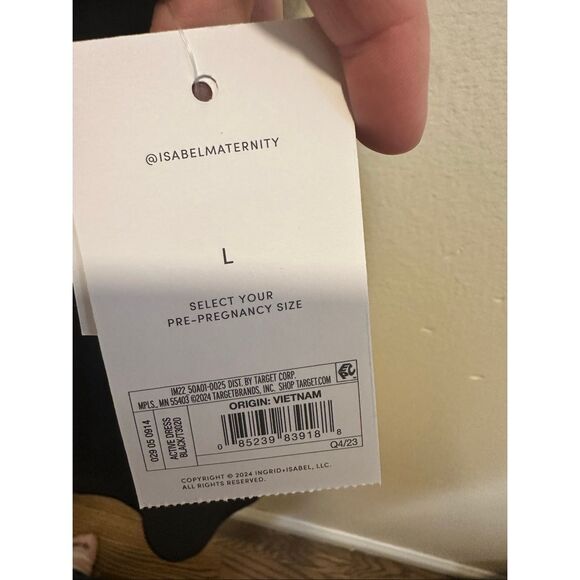 @ISABELMATERNITY
L
SELECT YOUR
PRE-PREGNANCY SIZE
IM22 50A01-0025 DIST. BY TARGET CORP.
MPLS, MN 55403 ©2024 TARGETBRANDS, INC. SHOP TARGET.COM
029 05 0914
ACTIVE DRESS
BLACK/T3020
ORIGIN: VIETNAM
0 85239 83918 8
Q4/23
COPYRIGHT © 2024 INGRID+ISABEL, LLC.
ALL RIGHTS RESERVED.